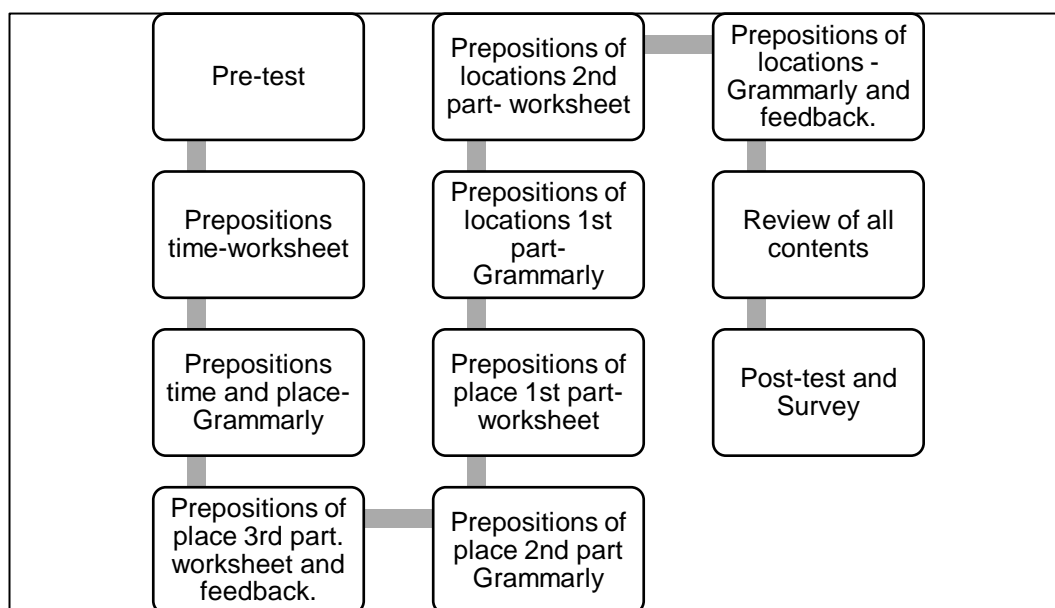 Pre-test
Prepositions
time-worksheet
Prepositions
time and place-
Grammarly
Prepositions of
place 3rd part.
worksheet and
feedback.
Prepositions of
place 2nd part
Grammarly
Prepositions of
place 1st part-
worksheet
Prepositions of
locations 1st
part-
Grammarly
Prepositions of
locations 2nd
part- worksheet
Prepositions of
locations -
Grammarly and
feedback.
Review of all
contents
Post-test and
Survey